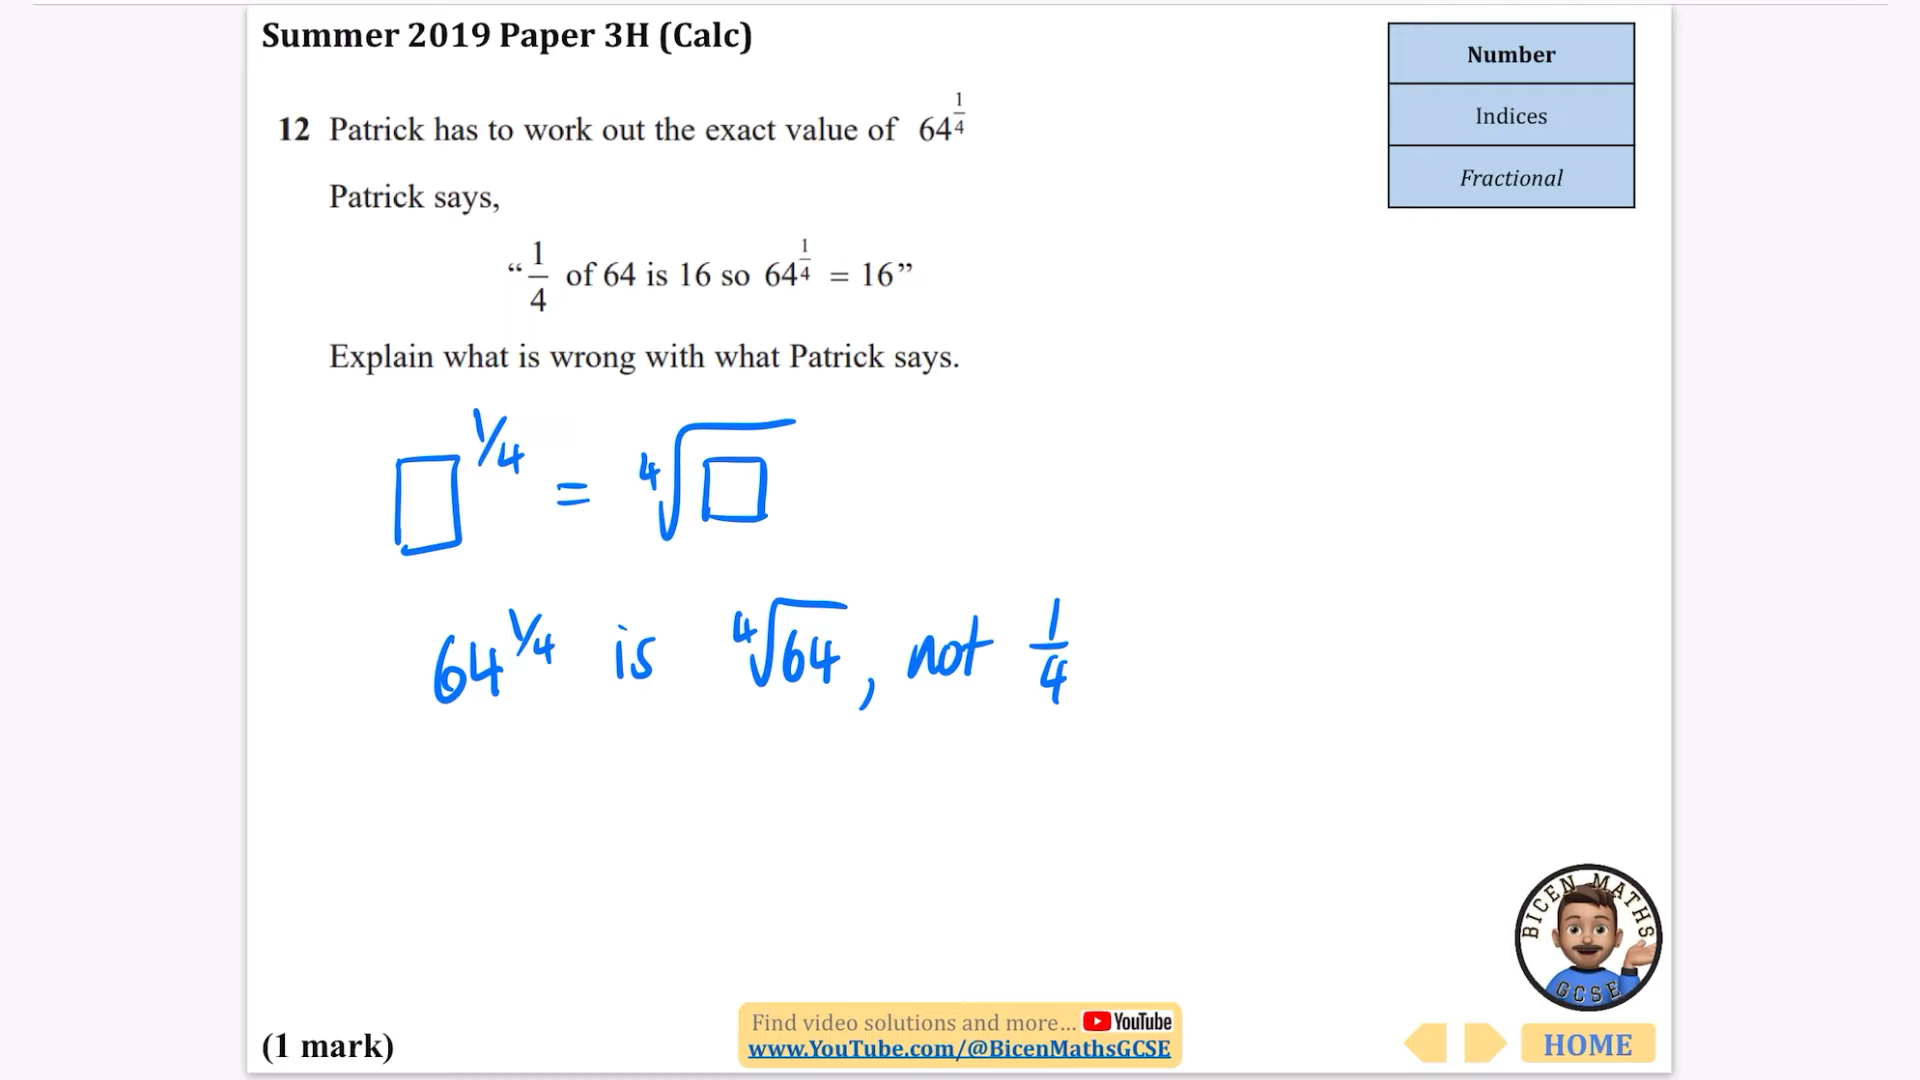 Summer 2019 Paper 3H (Calc)
Number
Indices
Fractional
12 Patrick has to work out the exact value of 64^(1/4)
Patrick says,
“1/4 of 64 is 16 so 64^(1/4) = 16”
Explain what is wrong with what Patrick says.
□^(1/4) = ∜□
64^(1/4) is ∜64, not 1/4
BICEN MATHS
GCSE
(1 mark)
Find video solutions and more... YouTube
www.YouTube.com/@BicenMathsGCSE
HOME